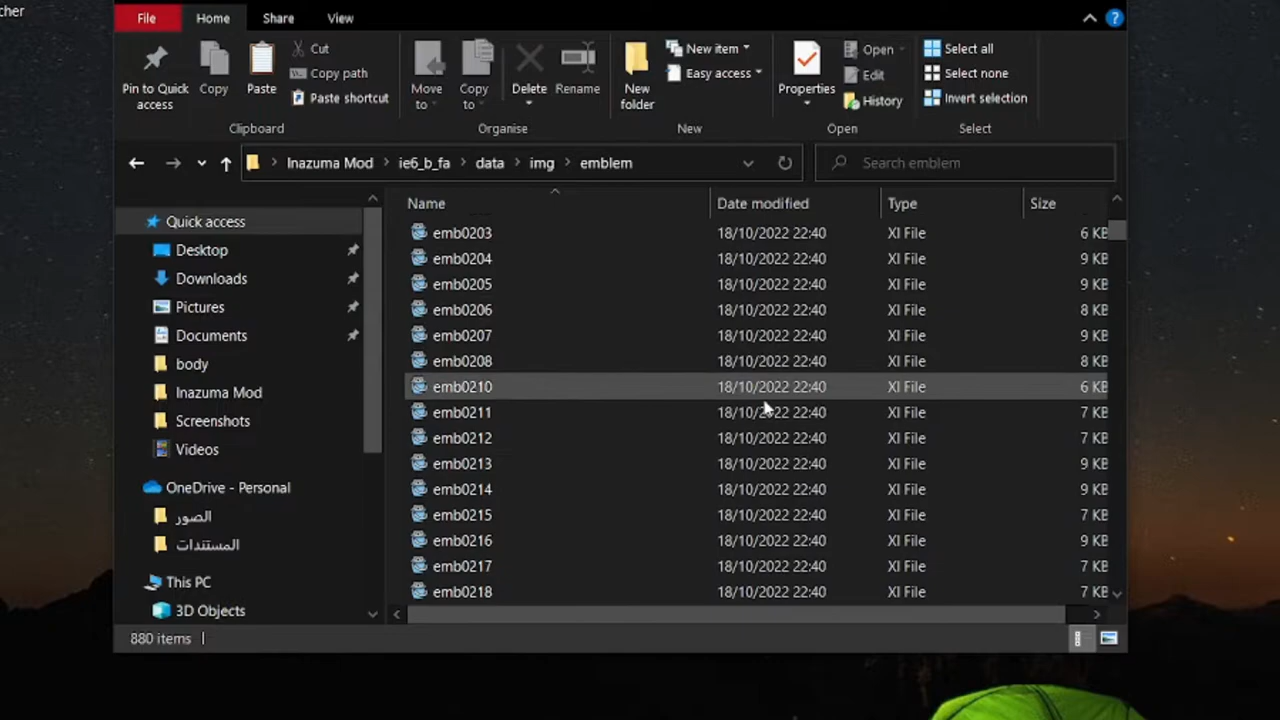 cher
File Home Share View
Pin to Quick access
Copy
Paste
Cut
Copy path
Paste shortcut
Clipboard
Move to
Copy to
Delete
Rename
Organise
New folder
New item
Easy access
New
Properties
Open
Edit
History
Open
Select all
Select none
Invert selection
Select
Inazuma Mod ie6_b_fa data img emblem
Search emblem
Name Date modified Type Size
Quick access
Desktop
Downloads
Pictures
Documents
body
Inazuma Mod
Screenshots
Videos
OneDrive - Personal
الصور
المستندات
This PC
3D Objects
emb0203 18/10/2022 22:40 XI File 6 KB
emb0204 18/10/2022 22:40 XI File 9 KB
emb0205 18/10/2022 22:40 XI File 9 KB
emb0206 18/10/2022 22:40 XI File 8 KB
emb0207 18/10/2022 22:40 XI File 9 KB
emb0208 18/10/2022 22:40 XI File 8 KB
emb0210 18/10/2022 22:40 XI File 6 KB
emb0211 18/10/2022 22:40 XI File 7 KB
emb0212 18/10/2022 22:40 XI File 7 KB
emb0213 18/10/2022 22:40 XI File 9 KB
emb0214 18/10/2022 22:40 XI File 9 KB
emb0215 18/10/2022 22:40 XI File 7 KB
emb0216 18/10/2022 22:40 XI File 9 KB
emb0217 18/10/2022 22:40 XI File 7 KB
emb0218 18/10/2022 22:40 XI File 7 KB
880 items